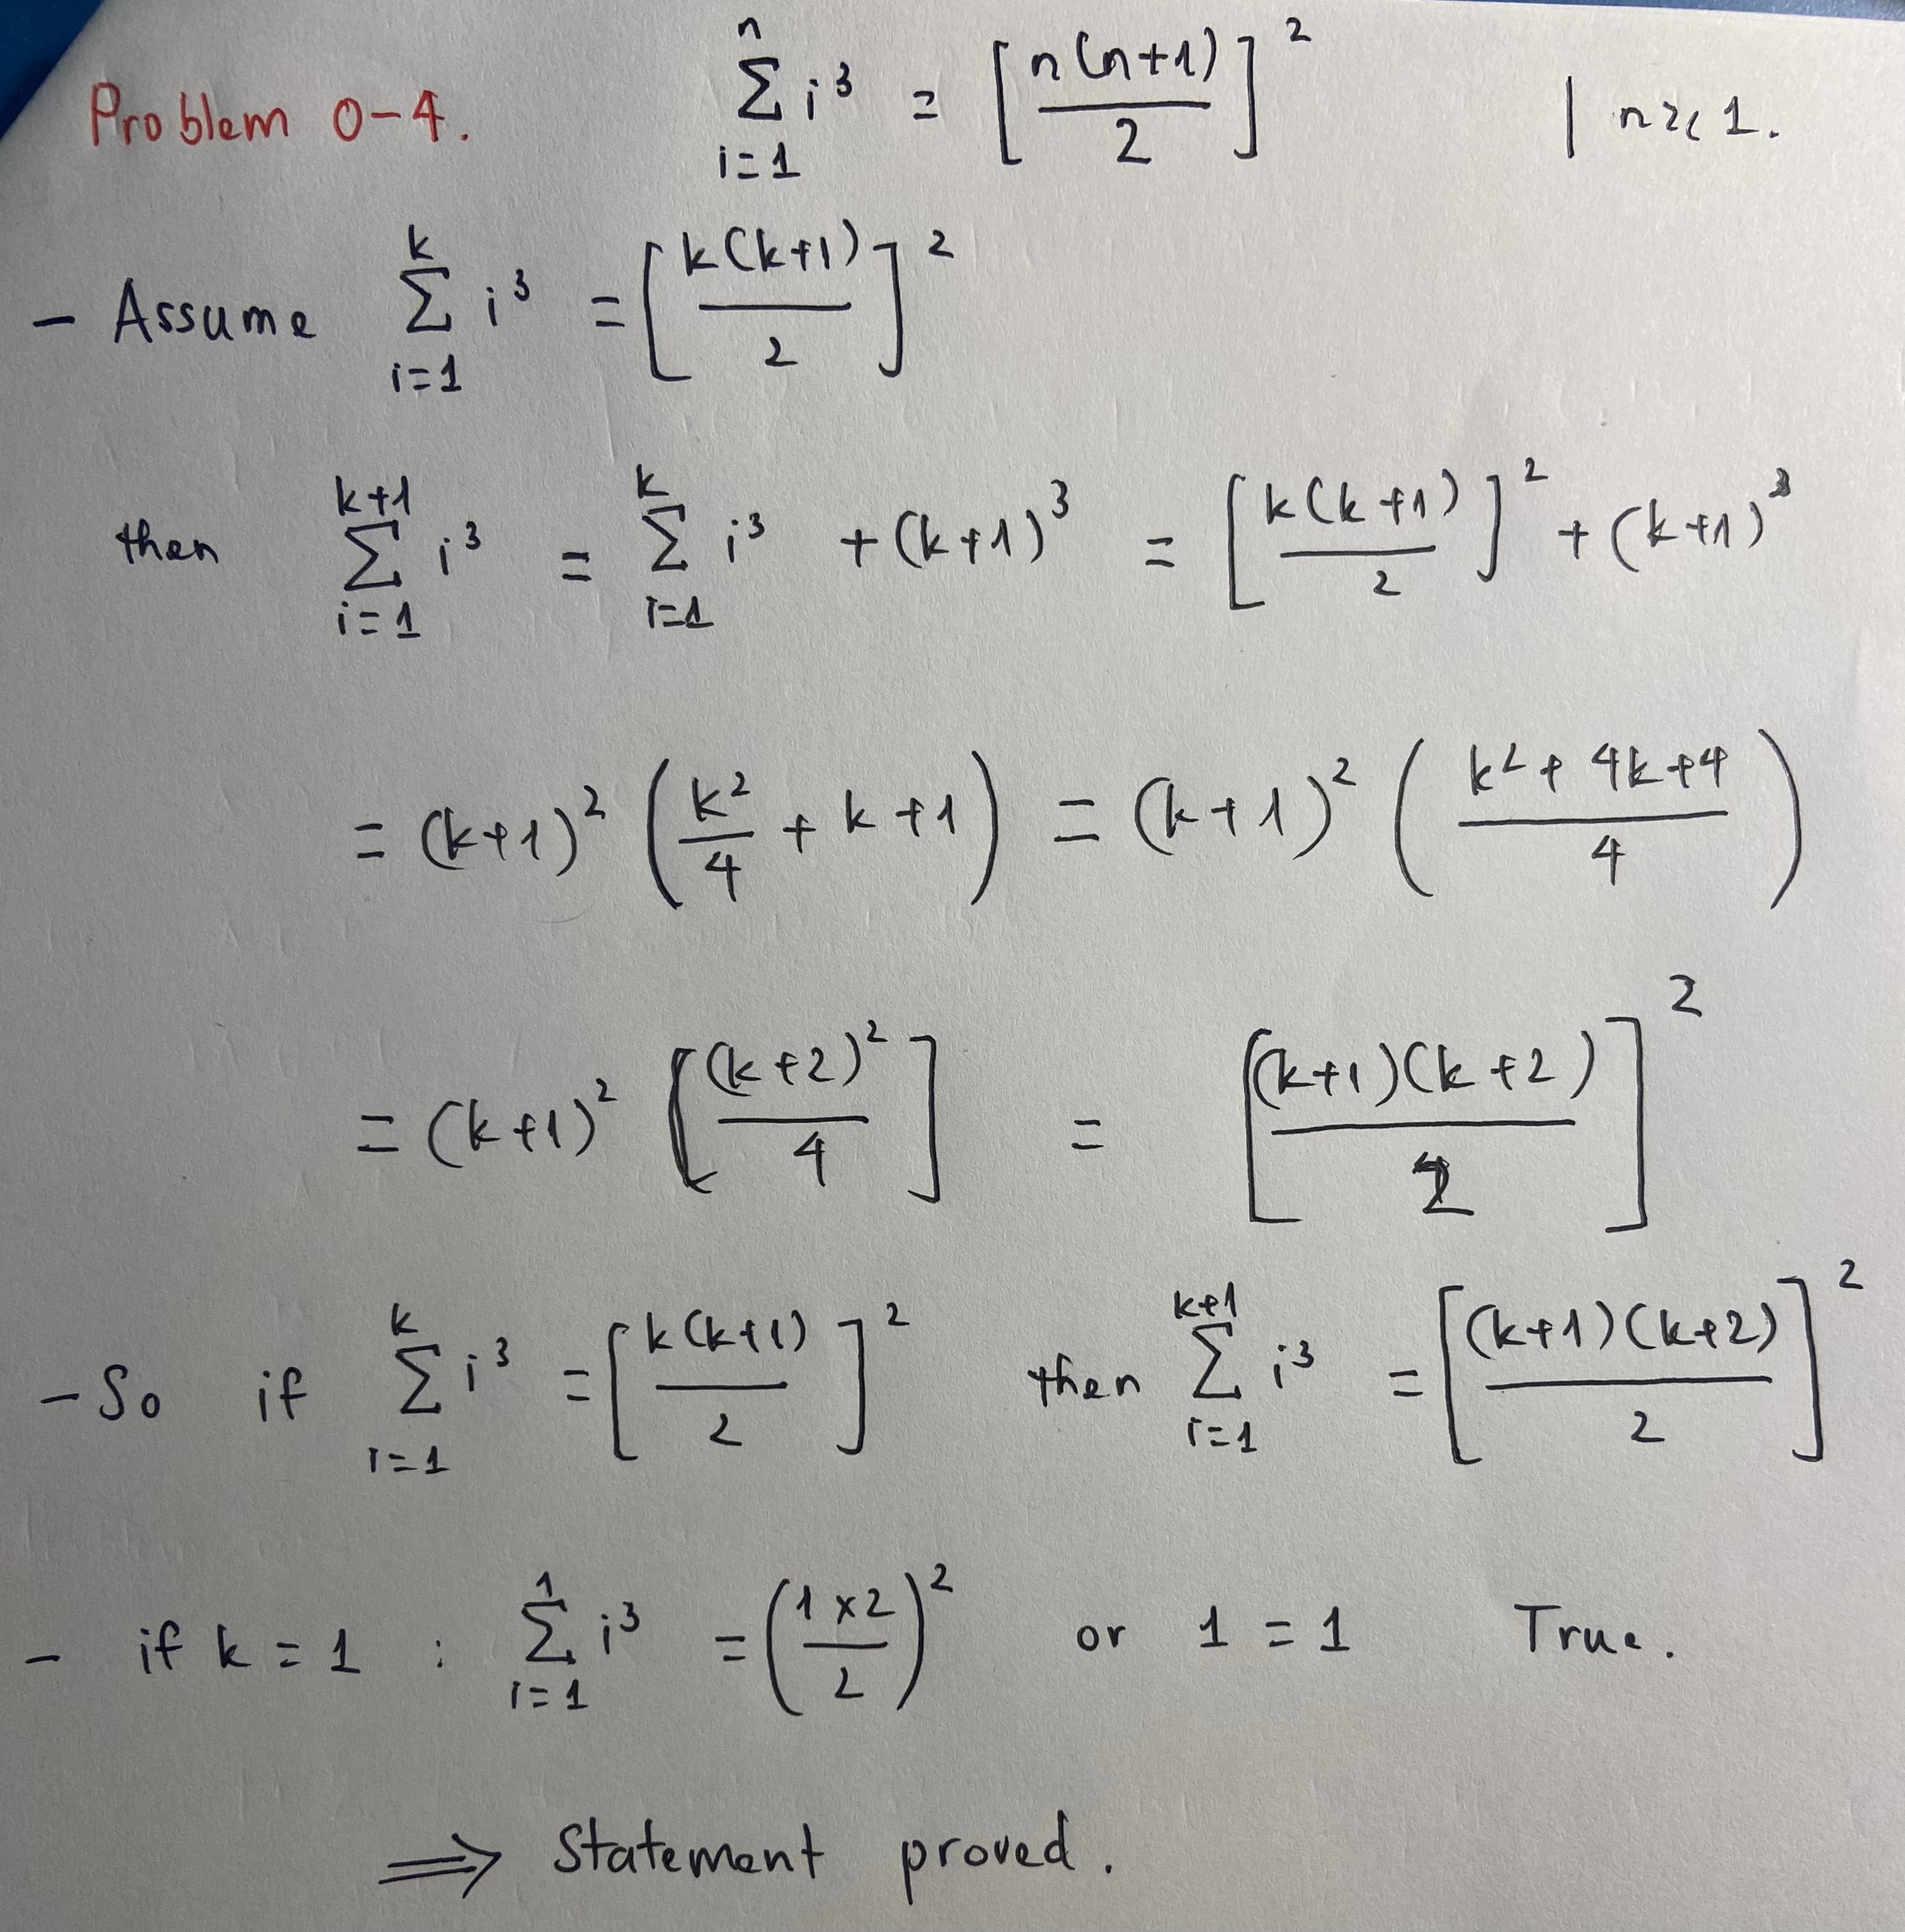 Problem 0-4. $\sum_{i=1}^{n} i^3 = \left[\frac{n(n+1)}{2}\right]^2$ | n ≥ 1.
- Assume $\sum_{i=1}^{k} i^3 = \left[\frac{k(k+1)}{2}\right]^2$
then $\sum_{i=1}^{k+1} i^3 = \sum_{i=1}^{k} i^3 + (k+1)^3 = \left[\frac{k(k+1)}{2}\right]^2 + (k+1)^3$
$= (k+1)^2 \left(\frac{k^2}{4} + k + 1\right) = (k+1)^2 \left(\frac{k^2+4k+4}{4}\right)$
$= (k+1)^2 \left[\frac{(k+2)^2}{4}\right] = \left[\frac{(k+1)(k+2)}{2}\right]^2$
- So if $\sum_{i=1}^{k} i^3 = \left[\frac{k(k+1)}{2}\right]^2$ then $\sum_{i=1}^{k+1} i^3 = \left[\frac{(k+1)(k+2)}{2}\right]^2$
- if k = 1 : $\sum_{i=1}^{1} i^3 = \left(\frac{1 \times 2}{2}\right)^2$ or 1 = 1 True.
⟹ Statement proved.